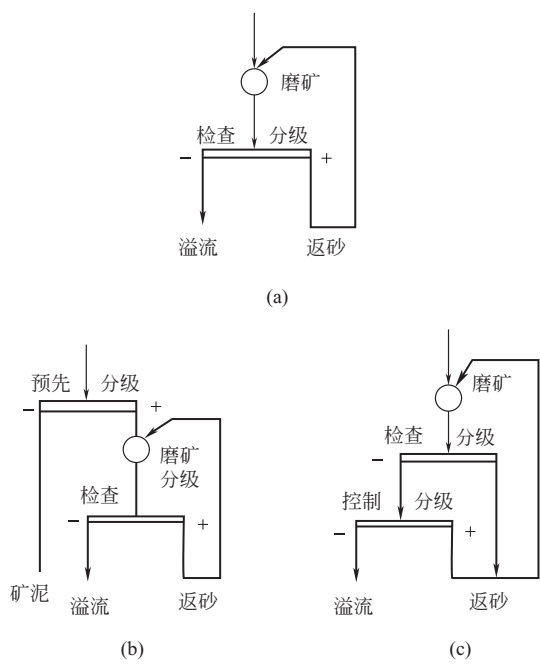 磨矿
检查 分级
− +
溢流 返砂
(a)
预先 分级
− +
磨矿
分级
检查
− +
矿泥 溢流 返砂
(b)
磨矿
检查 分级
−
控制 分级
− +
溢流 返砂
(c)